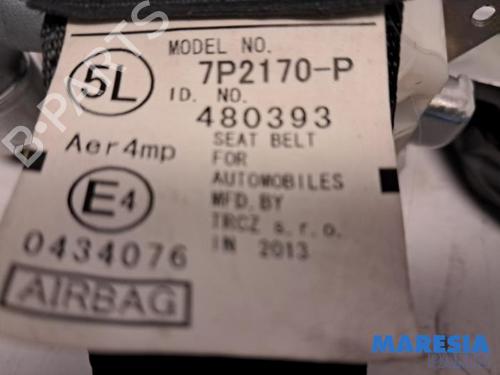 MODEL NO.
5L 7P2170-P
ID. NO.
480393
Aer4mp SEAT BELT
FOR
AUTOMOBILES
E4 MFD.BY
TRCZ s.r.o.
0434076 IN 2013
AIRBAG
B-PARTS
MARESIA